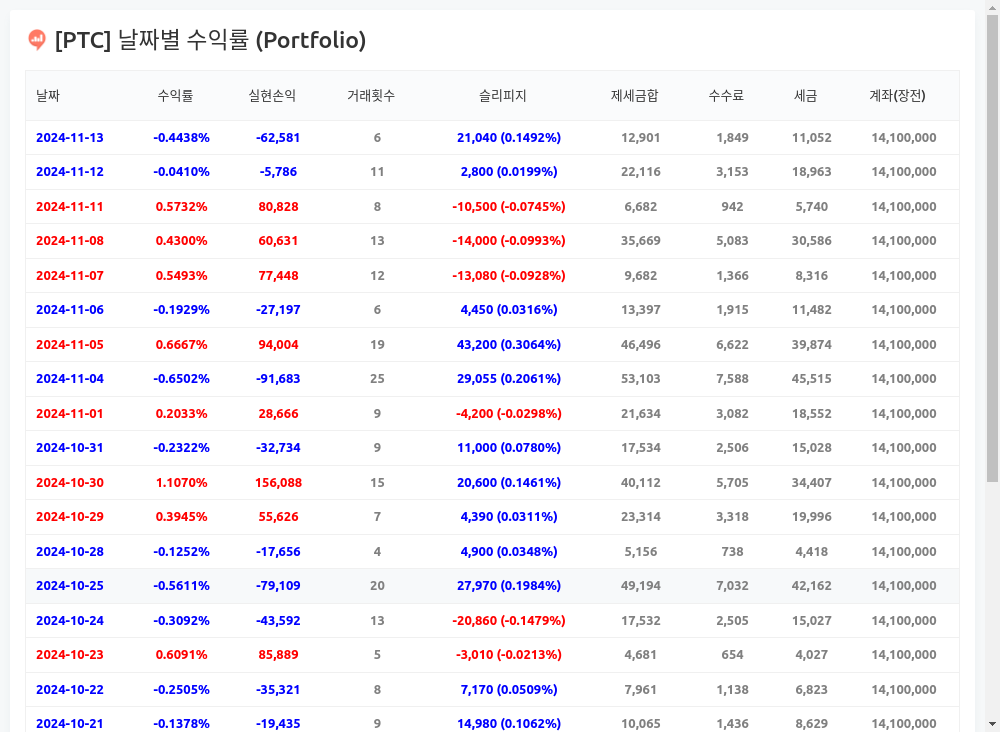 [PTC] 날짜별 수익률 (Portfolio)
날짜 수익률 실현손익 거래횟수 슬리피지 제세금합 수수료 세금 계좌(장전)
2024-11-13 -0.4438% -62,581 6 21,040 (0.1492%) 12,901 1,849 11,052 14,100,000
2024-11-12 -0.0410% -5,786 11 2,800 (0.0199%) 22,116 3,153 18,963 14,100,000
2024-11-11 0.5732% 80,828 8 -10,500 (-0.0745%) 6,682 942 5,740 14,100,000
2024-11-08 0.4300% 60,631 13 -14,000 (-0.0993%) 35,669 5,083 30,586 14,100,000
2024-11-07 0.5493% 77,448 12 -13,080 (-0.0928%) 9,682 1,366 8,316 14,100,000
2024-11-06 -0.1929% -27,197 6 4,450 (0.0316%) 13,397 1,915 11,482 14,100,000
2024-11-05 0.6667% 94,004 19 43,200 (0.3064%) 46,496 6,622 39,874 14,100,000
2024-11-04 -0.6502% -91,683 25 29,055 (0.2061%) 53,103 7,588 45,515 14,100,000
2024-11-01 0.2033% 28,666 9 -4,200 (-0.0298%) 21,634 3,082 18,552 14,100,000
2024-10-31 -0.2322% -32,734 9 11,000 (0.0780%) 17,534 2,506 15,028 14,100,000
2024-10-30 1.1070% 156,088 15 20,600 (0.1461%) 40,112 5,705 34,407 14,100,000
2024-10-29 0.3945% 55,626 7 4,390 (0.0311%) 23,314 3,318 19,996 14,100,000
2024-10-28 -0.1252% -17,656 4 4,900 (0.0348%) 5,156 738 4,418 14,100,000
2024-10-25 -0.5611% -79,109 20 27,970 (0.1984%) 49,194 7,032 42,162 14,100,000
2024-10-24 -0.3092% -43,592 13 -20,860 (-0.1479%) 17,532 2,505 15,027 14,100,000
2024-10-23 0.6091% 85,889 5 -3,010 (-0.0213%) 4,681 654 4,027 14,100,000
2024-10-22 -0.2505% -35,321 8 7,170 (0.0509%) 7,961 1,138 6,823 14,100,000
2024-10-21 -0.1378% -19,435 9 14,980 (0.1062%) 10,065 1,436 8,629 14,100,000